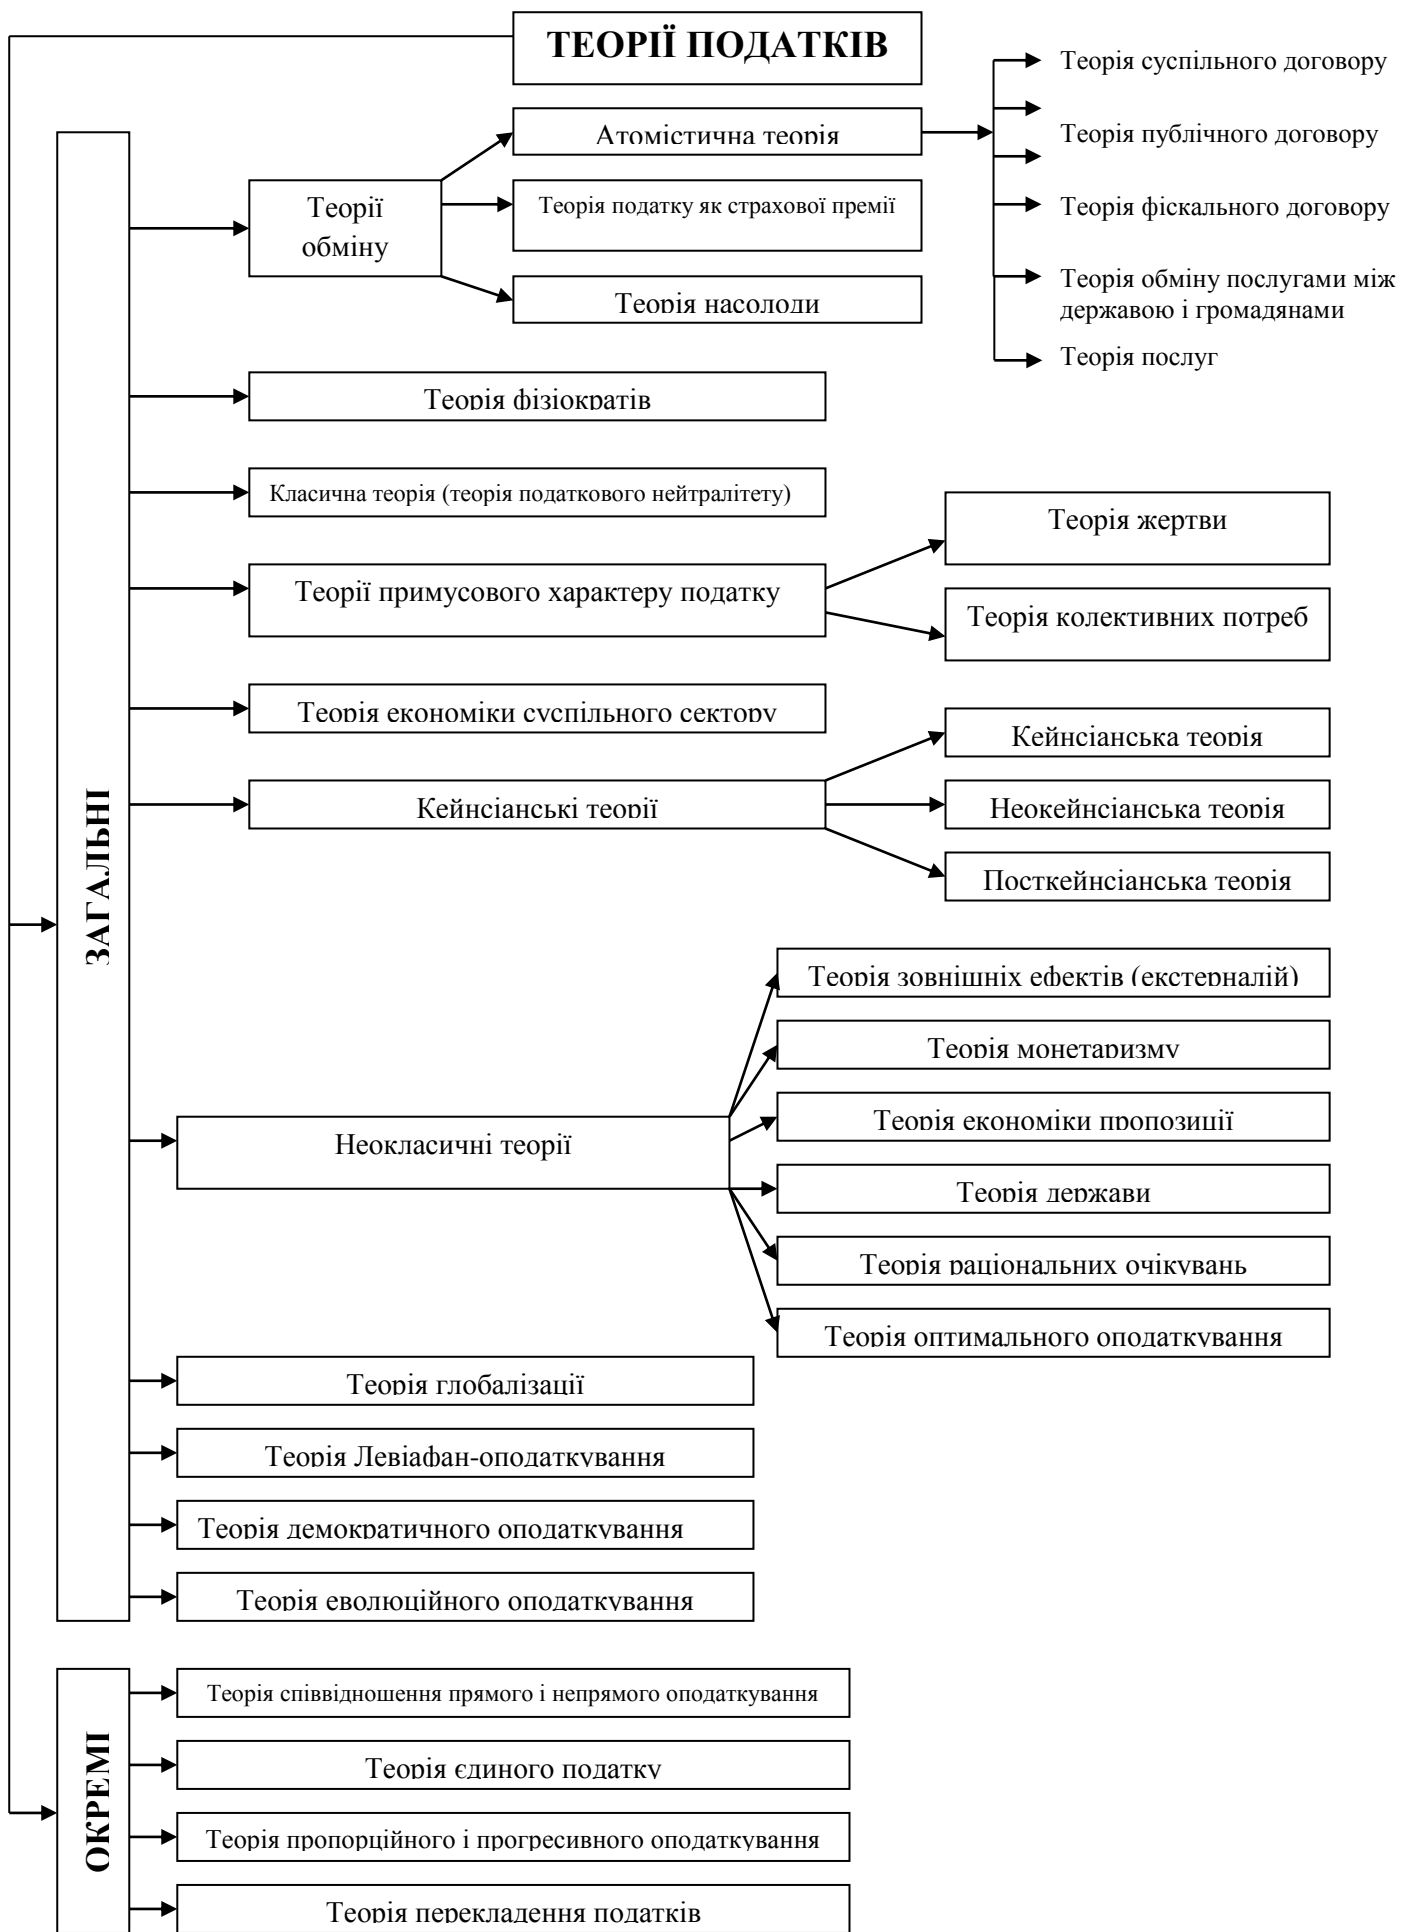 ТЕОРІЇ ПОДАТКІВ
Теорія суспільного договору
Атомістична теорія
Теорія публічного договору
Теорії
обміну
Теорія податку як страхової премії
Теорія фіскального договору
Теорія насолоди
Теорія обміну послугами між
державою і громадянами
Теорія послуг
Теорія фізіократів
Класична теорія (теорія податкового нейтралітету)
Теорія жертви
Теорії примусового характеру податку
Теорія колективних потреб
Теорія економіки суспільного сектору
Кейнсіанська теорія
Кейнсіанські теорії
Неокейнсіанська теорія
Посткейнсіанська теорія
ЗАГАЛЬНІ
Теорія зовнішніх ефектів (екстерналій)
Теорія монетаризму
Теорія економіки пропозиції
Неокласичні теорії
Теорія держави
Теорія раціональних очікувань
Теорія оптимального оподаткування
Теорія глобалізації
Теорія Левіафан-оподаткування
Теорія демократичного оподаткування
Теорія еволюційного оподаткування
ОКРЕМІ
Теорія співвідношення прямого і непрямого оподаткування
Теорія єдиного податку
Теорія пропорційного і прогресивного оподаткування
Теорія перекладення податків